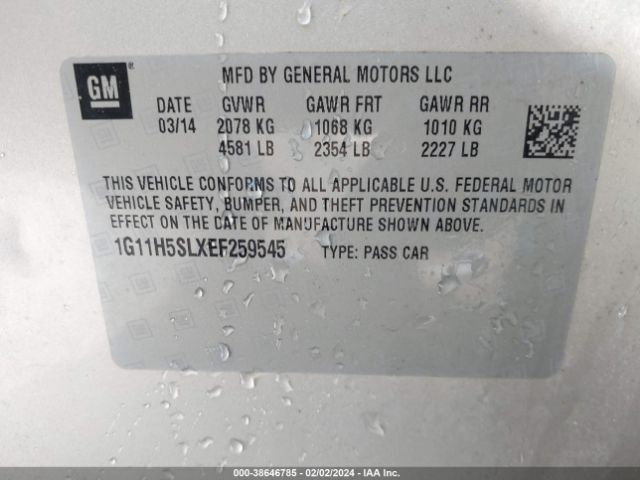 GM
MFD BY GENERAL MOTORS LLC
DATE GVWR GAWR FRT GAWR RR
03/14 2078 KG 1068 KG 1010 KG
4581 LB 2354 LB 2227 LB
THIS VEHICLE CONFORMS TO ALL APPLICABLE U.S. FEDERAL MOTOR
VEHICLE SAFETY, BUMPER, AND THEFT PREVENTION STANDARDS IN
EFFECT ON THE DATE OF MANUFACTURE SHOWN ABOVE.
1G11H5SLXEF259545 TYPE: PASS CAR
000-38646785 - 02/02/2024 - IAA Inc.